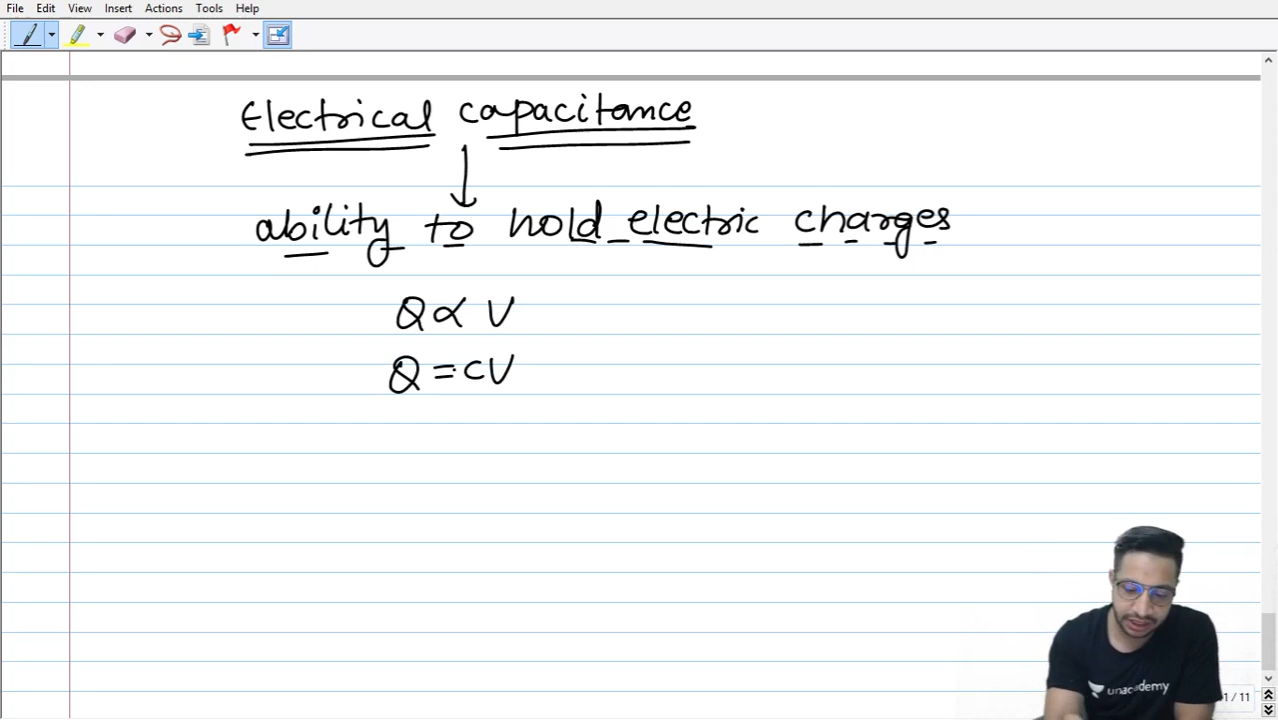 File Edit View Insert Actions Tools Help
Electrical capacitance
ability to hold electric charges
Q ∝ V
Q = CV
unacademy
1 / 11